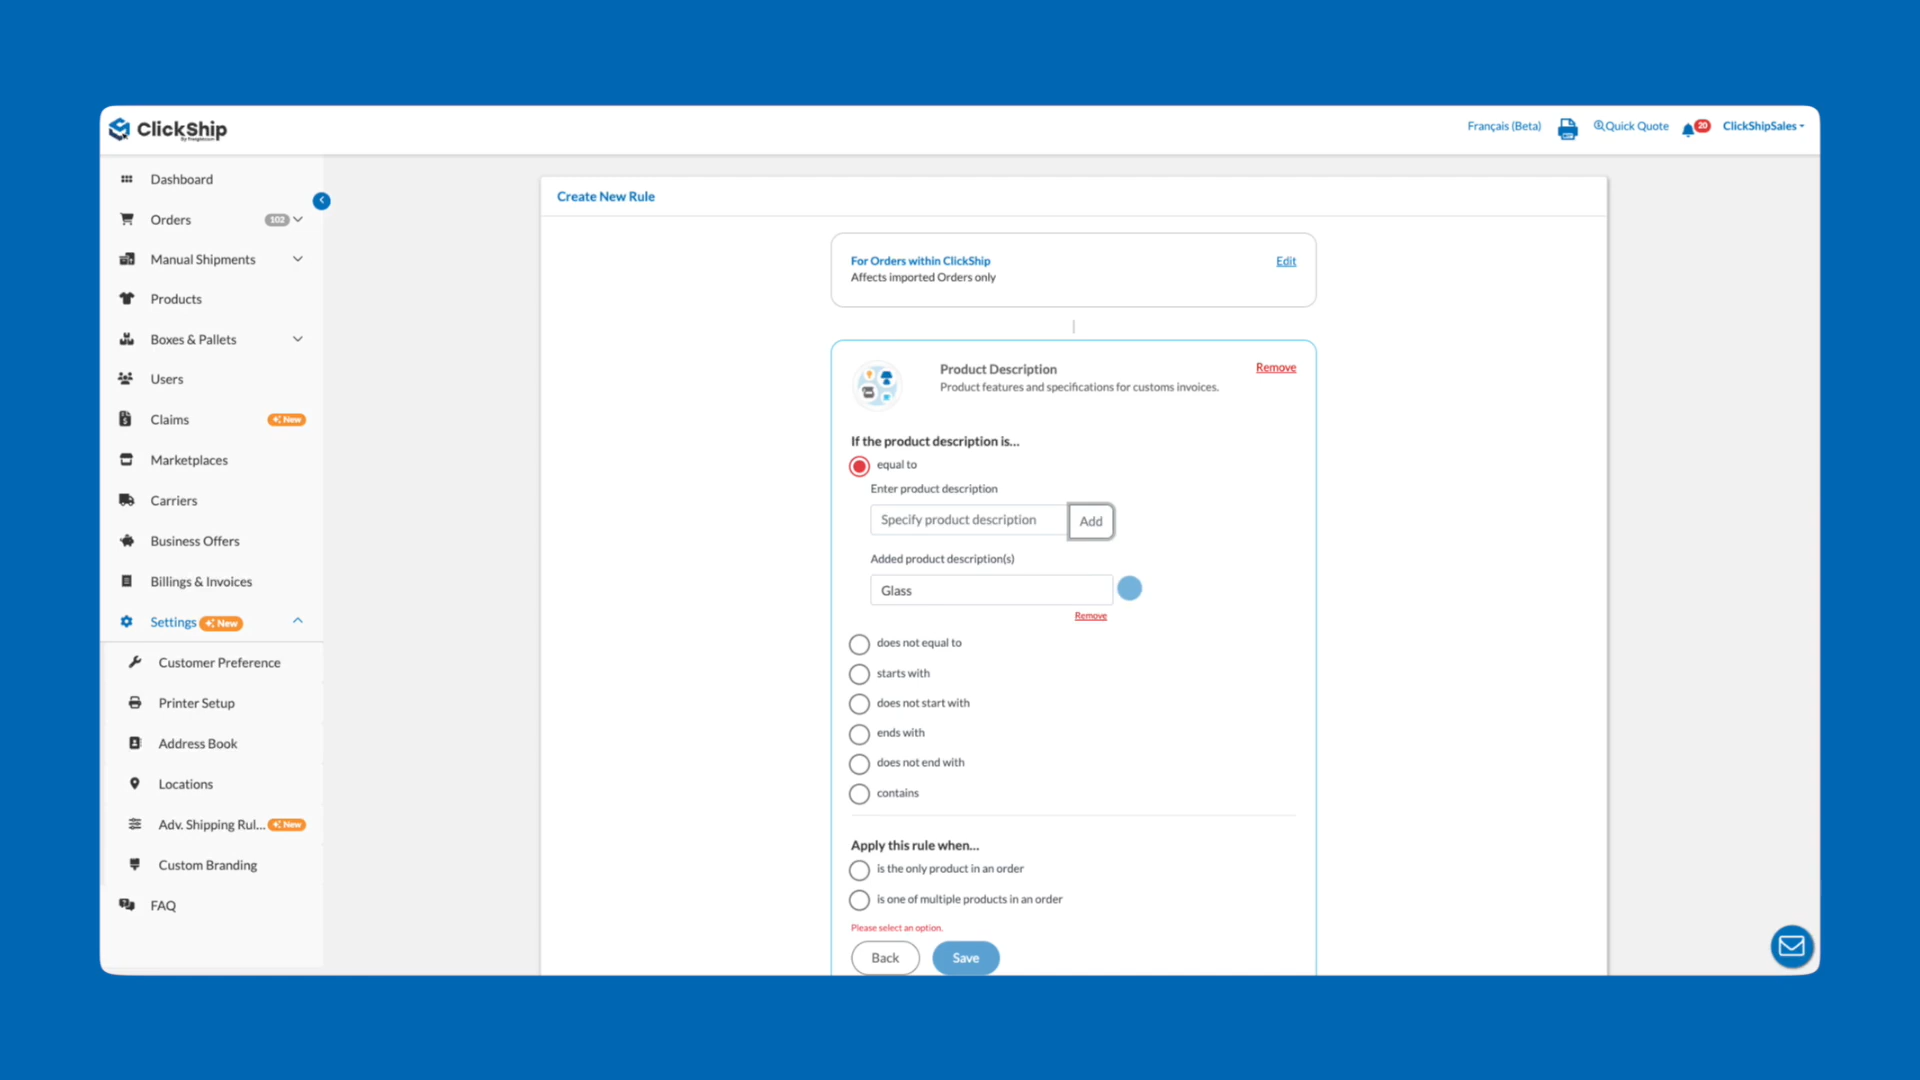 ClickShip
Français (Beta)
Quick Quote
20
ClickShipSales
Dashboard
Orders
102
Manual Shipments
Products
Boxes & Pallets
Users
Claims
New
Marketplaces
Carriers
Business Offers
Billings & Invoices
Settings
New
Customer Preference
Printer Setup
Address Book
Locations
Adv. Shipping Rul...
New
Custom Branding
FAQ
Create New Rule
For Orders within ClickShip
Edit
Affects imported Orders only
Product Description
Remove
Product features and specifications for customs invoices.
If the product description is...
equal to
Enter product description
Specify product description
Add
Added product description(s)
Glass
Remove
does not equal to
starts with
does not start with
ends with
does not end with
contains
Apply this rule when...
is the only product in an order
is one of multiple products in an order
Please select an option.
Back
Save